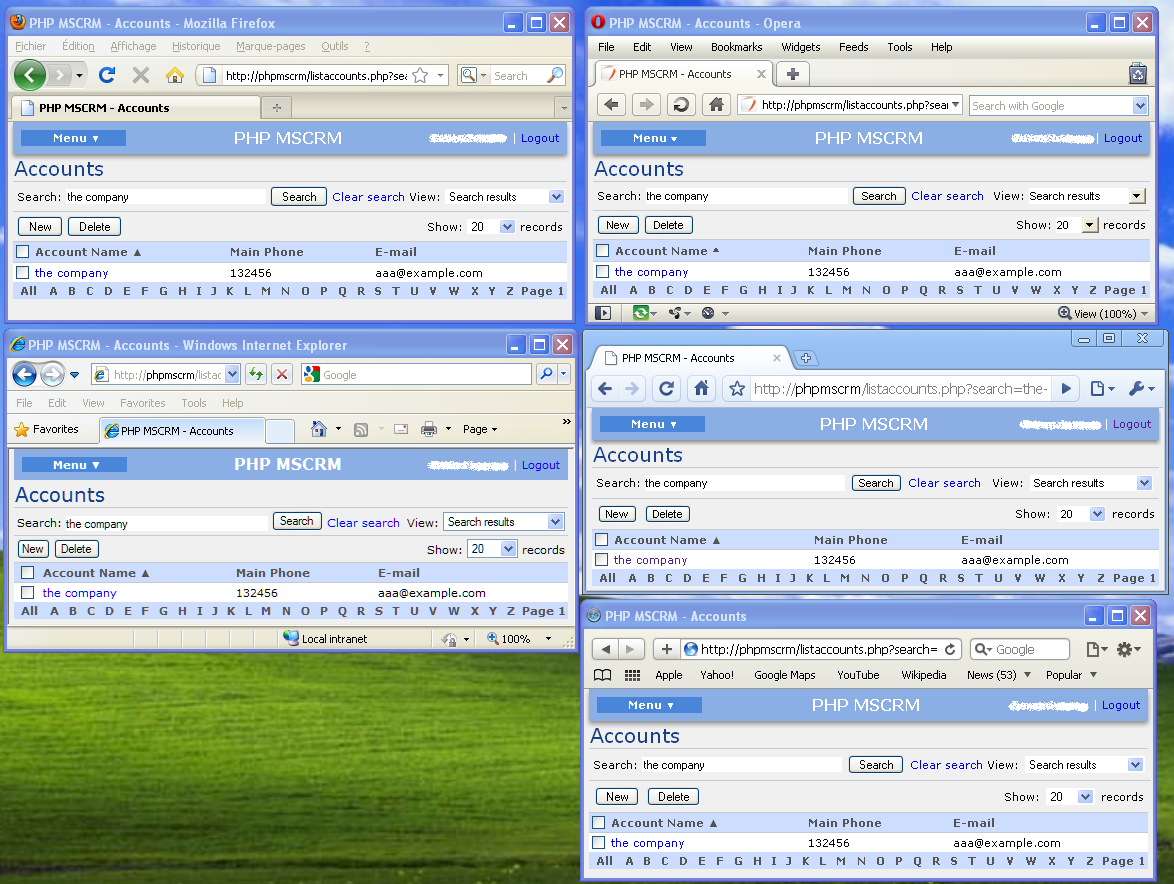 PHP MSCRM - Accounts - Mozilla Firefox
Fichier Édition Affichage Historique Marque-pages Outils ?
http://phpmscrm/listaccounts.php?sea Search
PHP MSCRM - Accounts
Menu ▼ PHP MSCRM | Logout
Accounts
Search: the company Search Clear search View: Search results
New Delete Show: 20 records
Account Name ▲ Main Phone E-mail
the company 132456 aaa@example.com
All A B C D E F G H I J K L M N O P Q R S T U V W X Y Z Page 1
PHP MSCRM - Accounts - Opera
File Edit View Bookmarks Widgets Feeds Tools Help
PHP MSCRM - Accounts
http://phpmscrm/listaccounts.php?sear Search with Google
Menu ▼ PHP MSCRM | Logout
Accounts
Search: the company Search Clear search View: Search results
New Delete Show: 20 records
Account Name ▲ Main Phone E-mail
the company 132456 aaa@example.com
All A B C D E F G H I J K L M N O P Q R S T U V W X Y Z Page 1
View (100%)
PHP MSCRM - Accounts - Windows Internet Explorer
http://phpmscrm/listac Google
File Edit View Favorites Tools Help
Favorites PHP MSCRM - Accounts Page »
Menu ▼ PHP MSCRM | Logout
Accounts
Search: the company Search Clear search View: Search results
New Delete Show: 20 records
Account Name ▲ Main Phone E-mail
the company 132456 aaa@example.com
All A B C D E F G H I J K L M N O P Q R S T U V W X Y Z Page 1
Local intranet 100%
PHP MSCRM - Accounts
http://phpmscrm/listaccounts.php?search=the-
Menu ▼ PHP MSCRM | Logout
Accounts
Search: the company Search Clear search View: Search results
New Delete Show: 20 records
Account Name ▲ Main Phone E-mail
the company 132456 aaa@example.com
All A B C D E F G H I J K L M N O P Q R S T U V W X Y Z Page 1
PHP MSCRM - Accounts
http://phpmscrm/listaccounts.php?search= Google
Apple Yahoo! Google Maps YouTube Wikipedia News (53) ▼ Popular ▼
Menu ▼ PHP MSCRM | Logout
Accounts
Search: the company Search Clear search View: Search results
New Delete Show: 20 records
Account Name ▲ Main Phone E-mail
the company 132456 aaa@example.com
All A B C D E F G H I J K L M N O P Q R S T U V W X Y Z Page 1